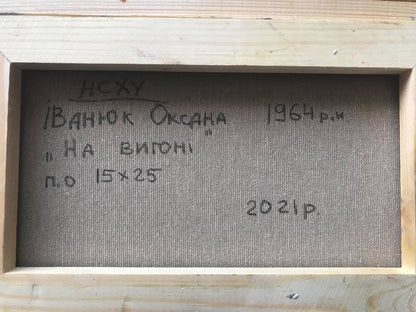 НСХУ
Іванюк Оксана 1964 р.н.
„На вигоні"
п.о 15×25
2021р.